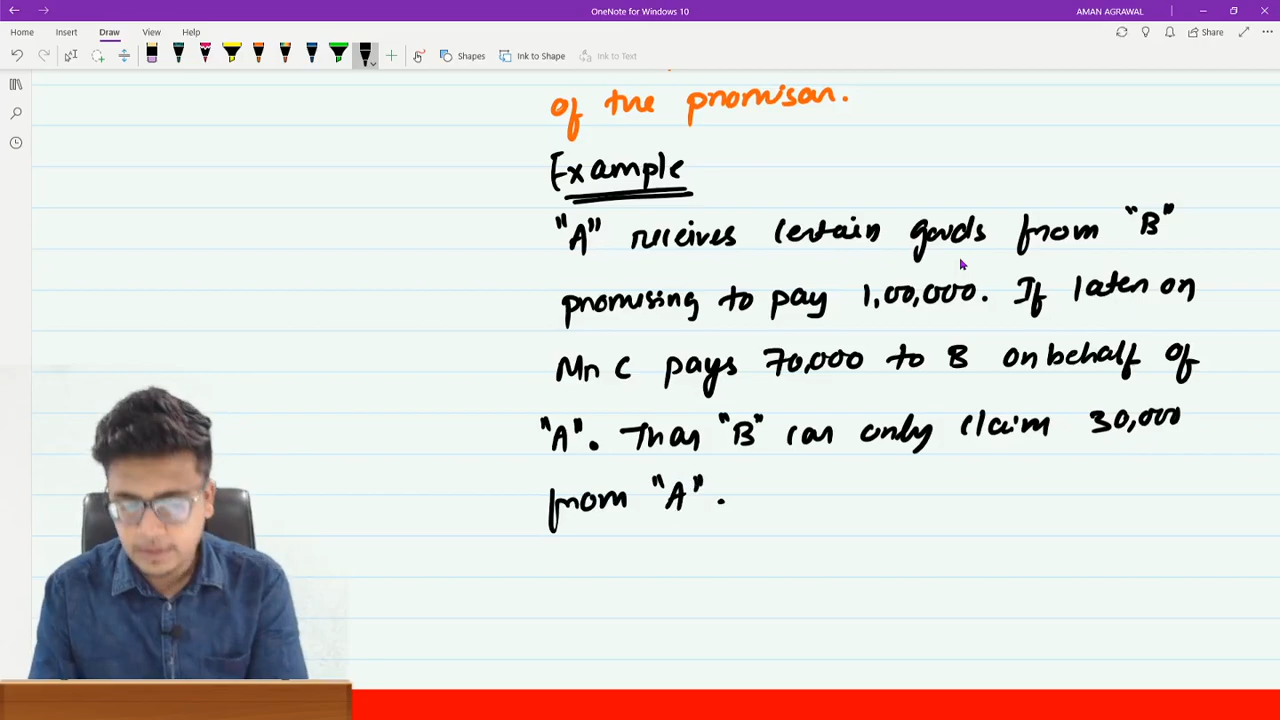 OneNote for Windows 10
AMAN AGRAWAL
Home Insert Draw View Help
Share
Shapes Ink to Shape Ink to Text
of the promisor.
Example
"A" receives certain goods from "B"
promising to pay 1,00,000. If later on
Mr C pays 70,000 to B on behalf of
"A". Than "B" can only claim 30,000
from "A".